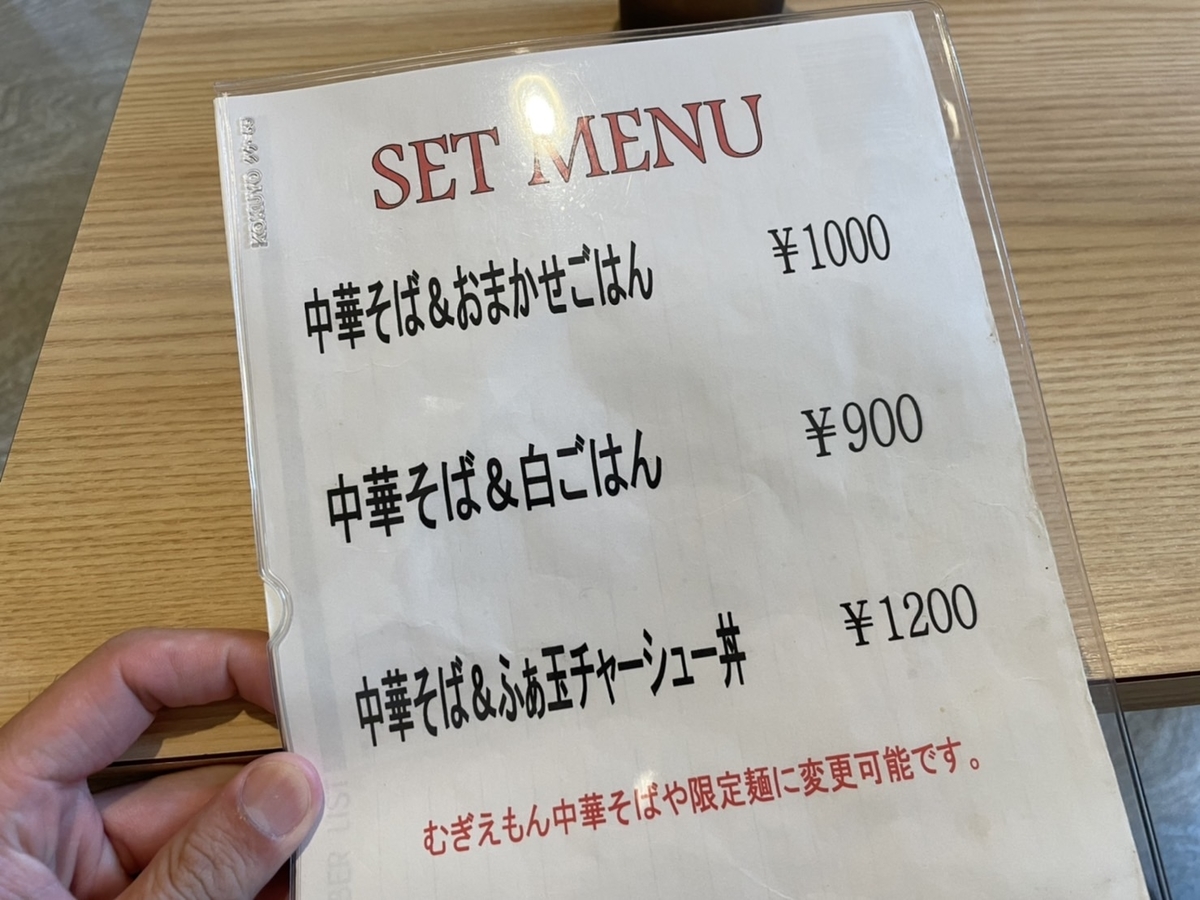 SET MENU
中華そば＆おまかせごはん ￥1000
中華そば＆白ごはん ￥900
中華そば＆ふぁ玉チャーシュー丼 ￥1200
むぎえもん中華そばや限定麺に変更可能です。
KOKUYO